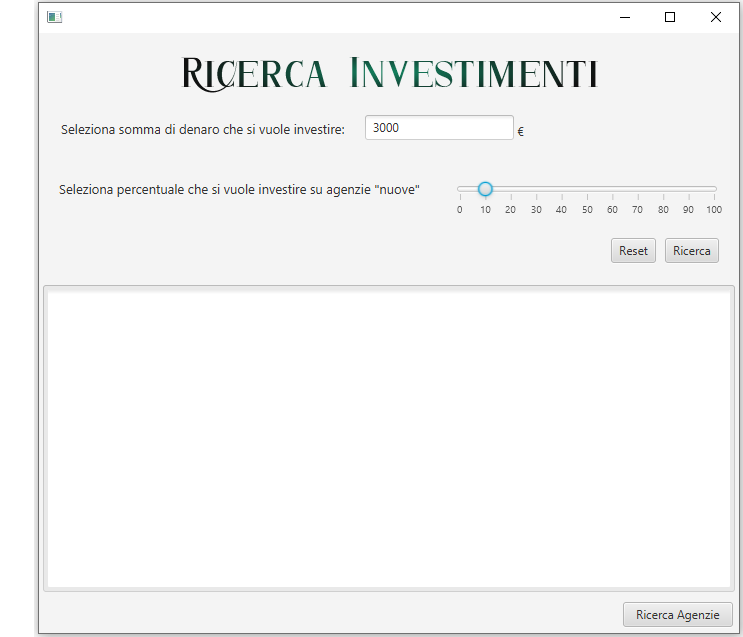 Ricerca Investimenti
Seleziona somma di denaro che si vuole investire: 3000 €
Seleziona percentuale che si vuole investire su agenzie "nuove"
0 10 20 30 40 50 60 70 80 90 100
Reset Ricerca
Ricerca Agenzie